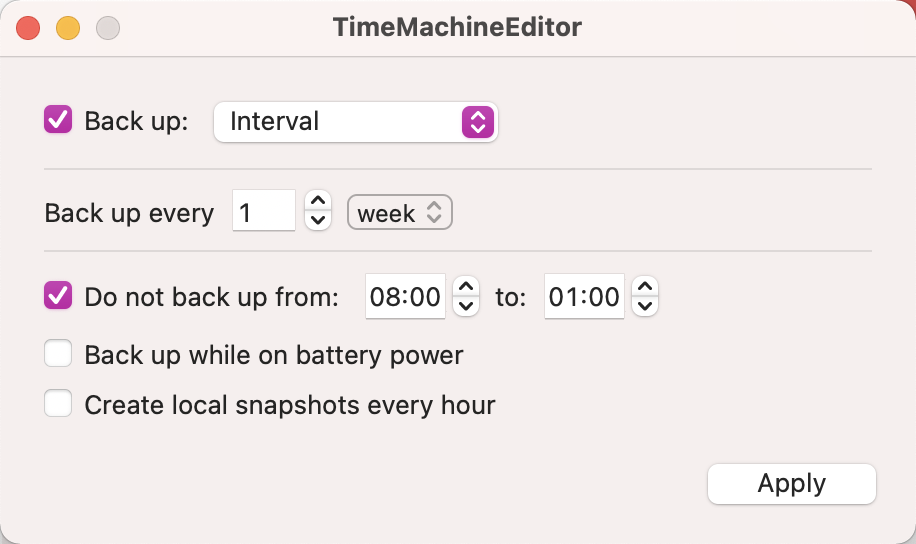 TimeMachineEditor
Back up: Interval
Back up every 1 week
Do not back up from: 08:00 to: 01:00
Back up while on battery power
Create local snapshots every hour
Apply